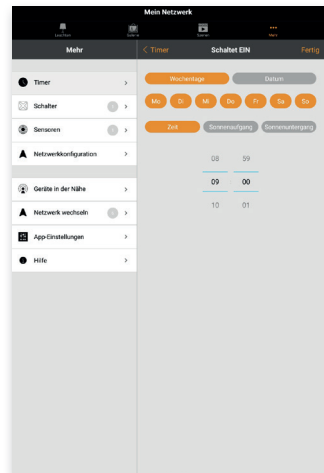 Mein Netzwerk
Leuchten
Galerie
Szenen
Mehr
Mehr
Timer
Schalter
Sensoren
Netzwerkkonfiguration
Geräte in der Nähe
Netzwerk wechseln
App-Einstellungen
Hilfe
< Timer Schaltet EIN Fertig
Wochentage Datum
Mo Di Mi Do Fr Sa So
Zeit Sonnenaufgang Sonnenuntergang
08 59
09 00
10 01